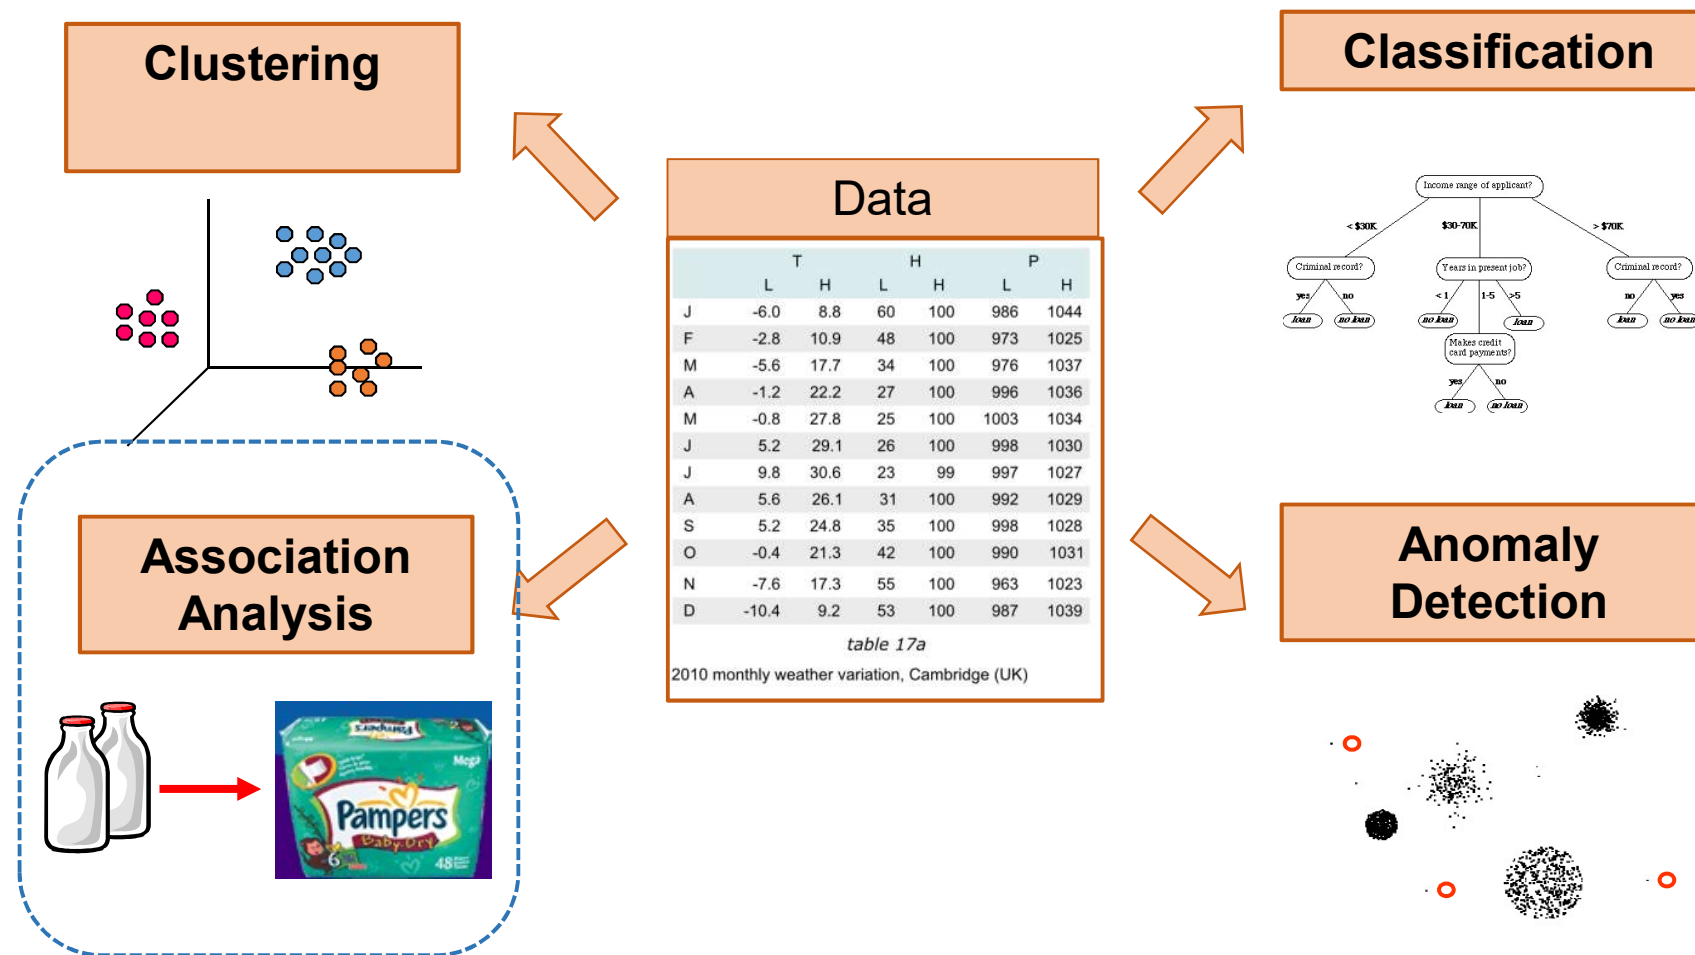 Clustering
Classification
Data
T H P
L H L H L H
J -6.0 8.8 60 100 986 1044
F -2.8 10.9 48 100 973 1025
M -5.6 17.7 34 100 976 1037
A -1.2 22.2 27 100 996 1036
M -0.8 27.8 25 100 1003 1034
J 5.2 29.1 26 100 998 1030
J 9.8 30.6 23 99 997 1027
A 5.6 26.1 31 100 992 1029
S 5.2 24.8 35 100 998 1028
O -0.4 21.3 42 100 990 1031
N -7.6 17.3 55 100 963 1023
D -10.4 9.2 53 100 987 1039
table 17a
2010 monthly weather variation, Cambridge (UK)
Income range of applicant?
< $30K $30-70K > $70K
Criminal record? Years in present job? Criminal record?
yes no < 1 1-5 >5 no yes
loan no loan no loan loan loan no loan
Makes credit
card payments?
yes no
loan no loan
Association
Analysis
Anomaly
Detection
Pampers
Mega
Pampers
Baby-Dry
6
48